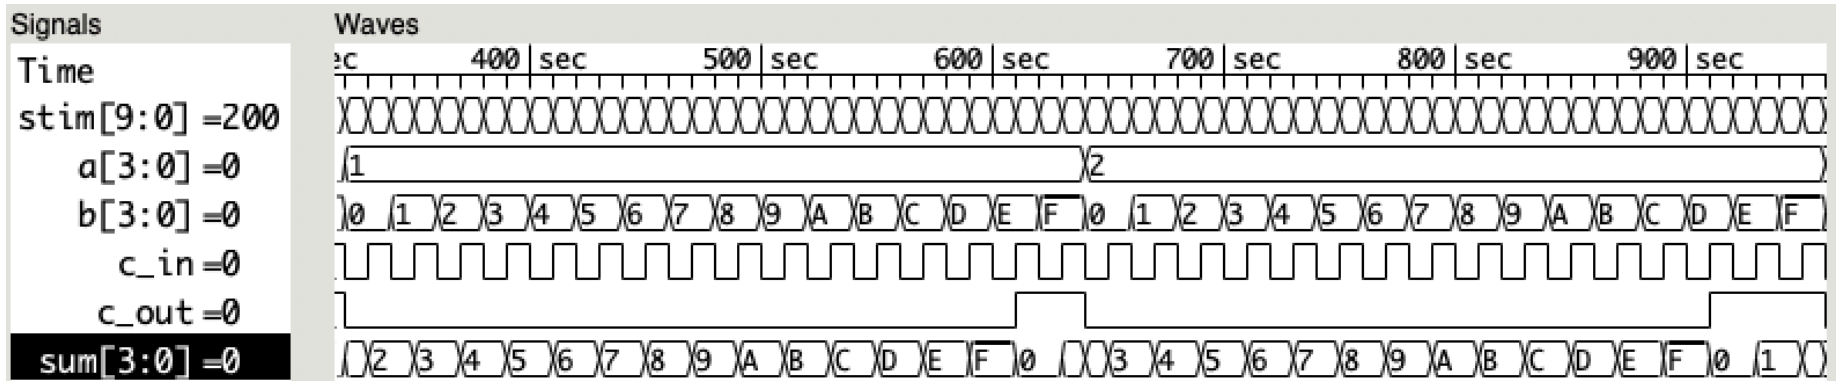 Signals Waves
Time ec 400 sec 500 sec 600 sec 700 sec 800 sec 900 sec
stim[9:0] =200
a[3:0] =0 1 2
b[3:0] =0 0 1 2 3 4 5 6 7 8 9 A B C D E F 0 1 2 3 4 5 6 7 8 9 A B C D E F
c_in =0
c_out =0
sum[3:0] =0 2 3 4 5 6 7 8 9 A B C D E F 0 3 4 5 6 7 8 9 A B C D E F 0 1